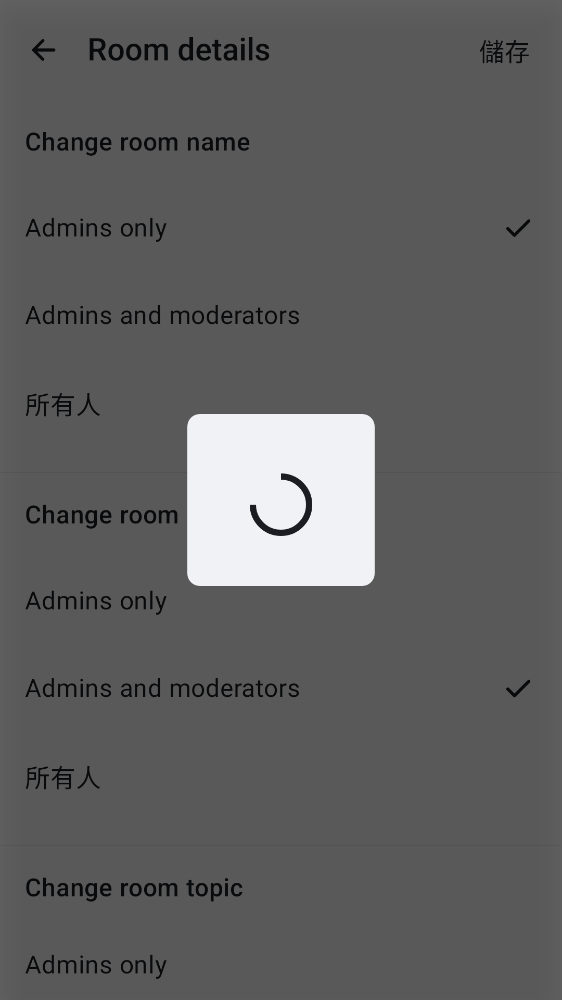 Room details
儲存
Change room name
Admins only
Admins and moderators
所有人
Change room
Admins only
Admins and moderators
所有人
Change room topic
Admins only